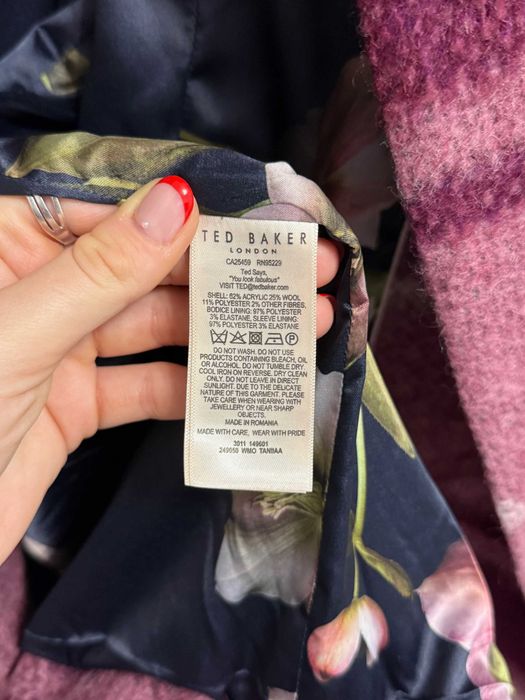 TED BAKER
LONDON
CA25459 RN95229
Ted Says,
"You look fabulous"
VISIT TED@tedbaker.com
SHELL: 62% ACRYLIC 25% WOOL
11% POLYESTER 2% OTHER FIBRES,
BODICE LINING: 97% POLYESTER
3% ELASTANE, SLEEVE LINING:
97% POLYESTER 3% ELASTANE
DO NOT WASH. DO NOT USE
PRODUCTS CONTAINING BLEACH, OIL
OR ALCOHOL. DO NOT TUMBLE DRY.
COOL IRON ON REVERSE. DRY CLEAN
ONLY. DO NOT LEAVE IN DIRECT
SUNLIGHT. DUE TO THE DELICATE
NATURE OF THIS GARMENT, PLEASE
TAKE CARE WHEN WEARING WITH
JEWELLERY OR NEAR SHARP
OBJECTS.
MADE IN ROMANIA
MADE WITH CARE, WEAR WITH PRIDE
3011 149601
249050 WMO TANIIAA